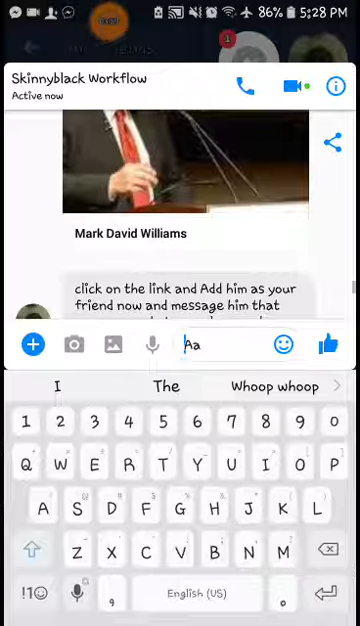 86% 5:28 PM
1
Skinnyblack Workflow
Active now
Mark David Williams
click on the link and Add him as your
friend now and message him that
Aa
I The Whoop whoop
1 2 3 4 5 6 7 8 9 0
Q W E R T Y U I O P
A S D F G H J K L
Z X C V B N M
!1☺ , English (US) .